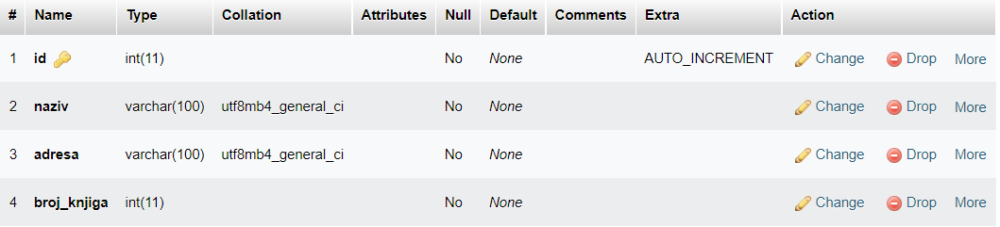 # Name Type Collation Attributes Null Default Comments Extra Action
1 id int(11) No None AUTO_INCREMENT Change Drop More
2 naziv varchar(100) utf8mb4_general_ci No None Change Drop More
3 adresa varchar(100) utf8mb4_general_ci No None Change Drop More
4 broj_knjiga int(11) No None Change Drop More